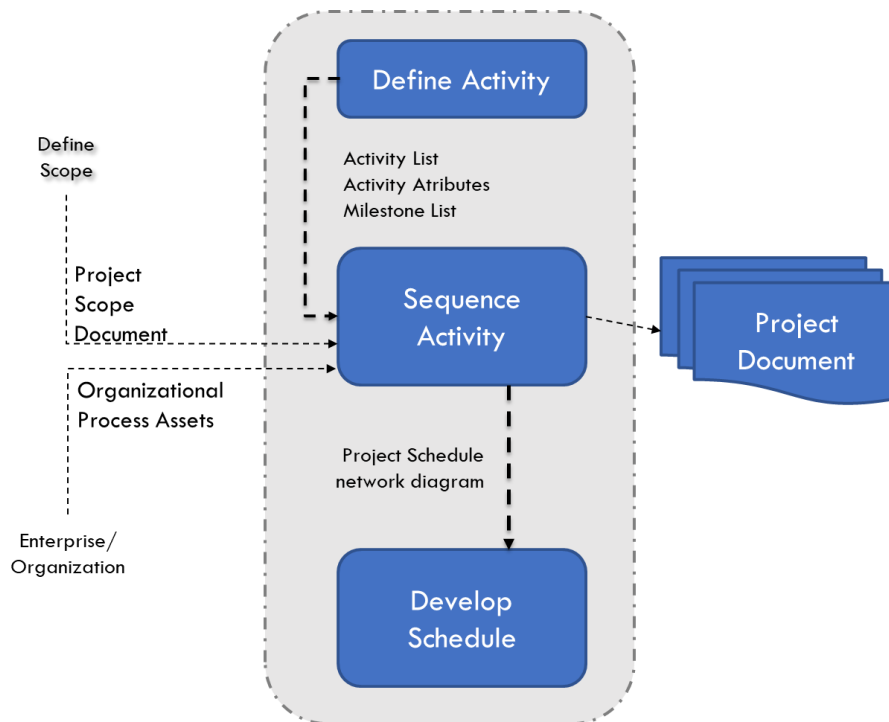 Define Activity
Define
Scope
Activity List
Activity Atributes
Milestone List
Project
Scope
Document
Sequence
Activity
Project
Document
Organizational
Process Assets
Project Schedule
network diagram
Enterprise/
Organization
Develop
Schedule